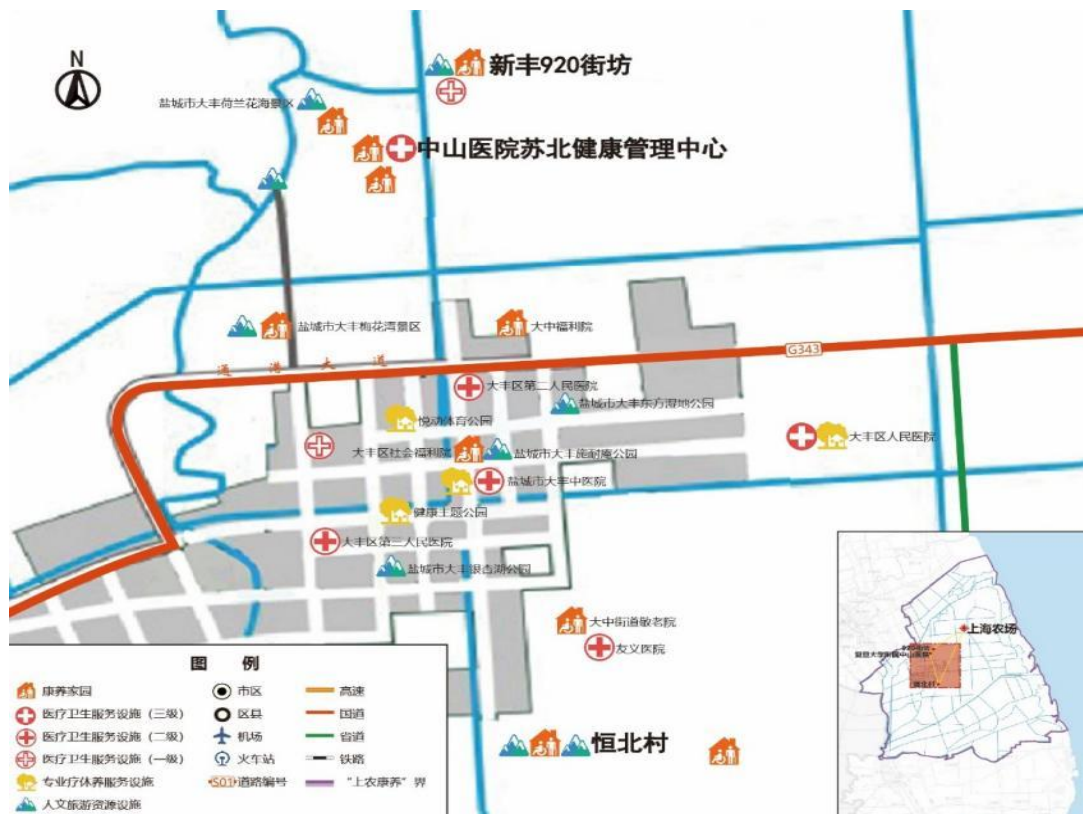 N
新丰920街坊
盐城市大丰荷兰花海景区
中山医院苏北健康管理中心
盐城市大丰梅花湾景区
大中福利院
G343
通港大道
大丰区第二人民医院
盐城市大丰东方湿地公园
悦动体育公园
大丰区人民医院
大丰区社会福利院
盐城市大丰施耐庵公园
盐城市大丰中医院
健康主题公园
大丰区第三人民医院
盐城市大丰银杏湖公园
大中街道敬老院
友义医院
恒北村
上海农场
图 例
康养家园
医疗卫生服务设施（三级）
医疗卫生服务设施（二级）
医疗卫生服务设施（一级）
专业疗休养服务设施
人文旅游资源设施
市区
区县
机场
火车站
S01 道路编号
高速
国道
省道
铁路
“上农康养”界